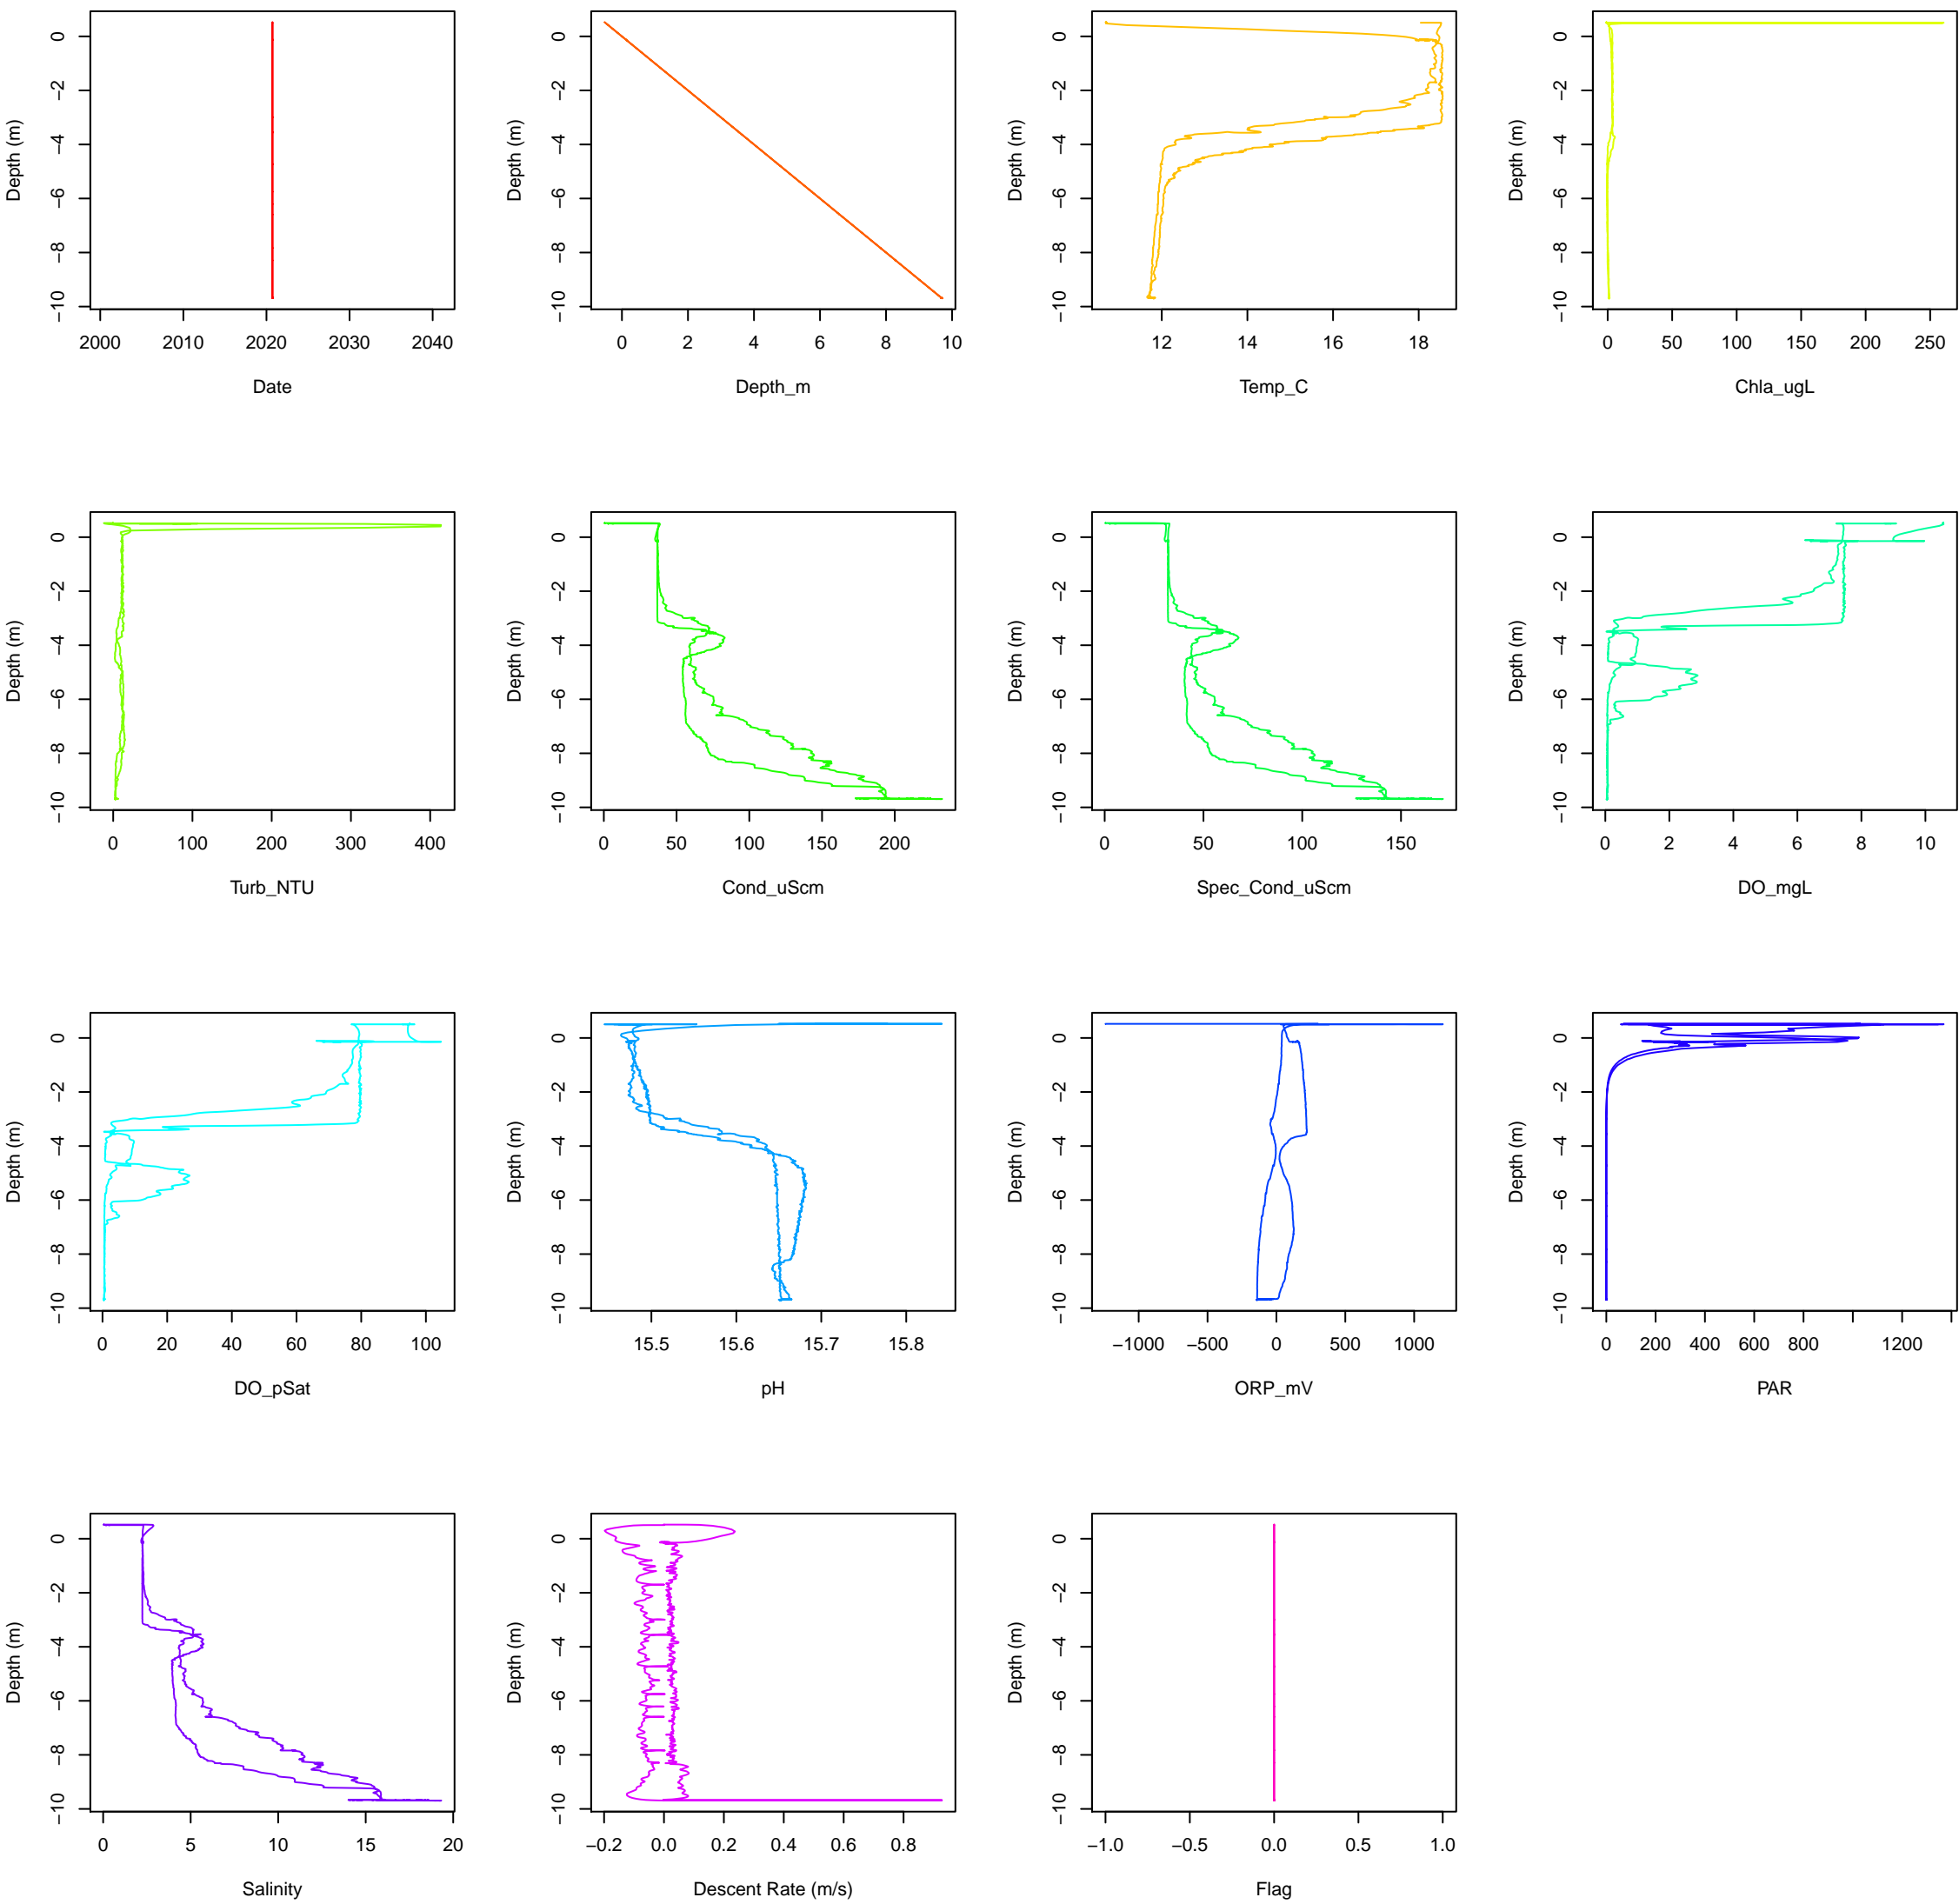 Depth (m)
0
−2
−4
−6
−8
−10
2000 2010 2020 2030 2040
Date
Depth (m)
0
−2
−4
−6
−8
−10
0 2 4 6 8 10
Depth_m
Depth (m)
0
−2
−4
−6
−8
−10
12 14 16 18
Temp_C
Depth (m)
0
−2
−4
−6
−8
−10
0 50 100 150 200 250
Chla_ugL
Depth (m)
0
−2
−4
−6
−8
−10
0 100 200 300 400
Turb_NTU
Depth (m)
0
−2
−4
−6
−8
−10
0 50 100 150 200
Cond_uScm
Depth (m)
0
−2
−4
−6
−8
−10
0 50 100 150
Spec_Cond_uScm
Depth (m)
0
−2
−4
−6
−8
−10
0 2 4 6 8 10
DO_mgL
Depth (m)
0
−2
−4
−6
−8
−10
0 20 40 60 80 100
DO_pSat
Depth (m)
0
−2
−4
−6
−8
−10
15.5 15.6 15.7 15.8
pH
Depth (m)
0
−2
−4
−6
−8
−10
−1000 −500 0 500 1000
ORP_mV
Depth (m)
0
−2
−4
−6
−8
−10
0 200 400 600 800 1200
PAR
Depth (m)
0
−2
−4
−6
−8
−10
0 5 10 15 20
Salinity
Depth (m)
0
−2
−4
−6
−8
−10
−0.2 0.0 0.2 0.4 0.6 0.8
Descent Rate (m/s)
Depth (m)
0
−2
−4
−6
−8
−10
−1.0 −0.5 0.0 0.5 1.0
Flag